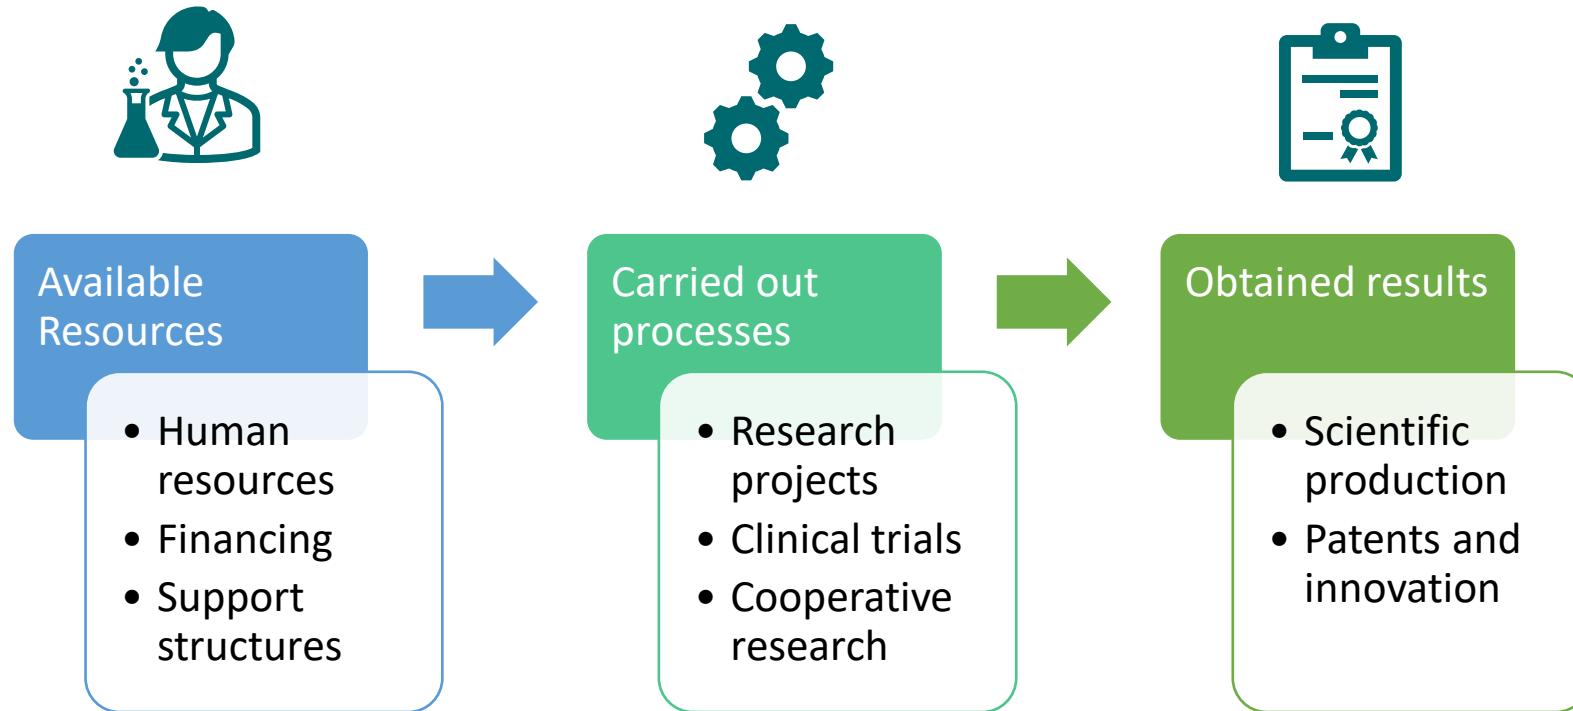 Available
Resources
• Human
resources
• Financing
• Support
structures
Carried out
processes
• Research
projects
• Clinical trials
• Cooperative
research
Obtained results
• Scientific
production
• Patents and
innovation